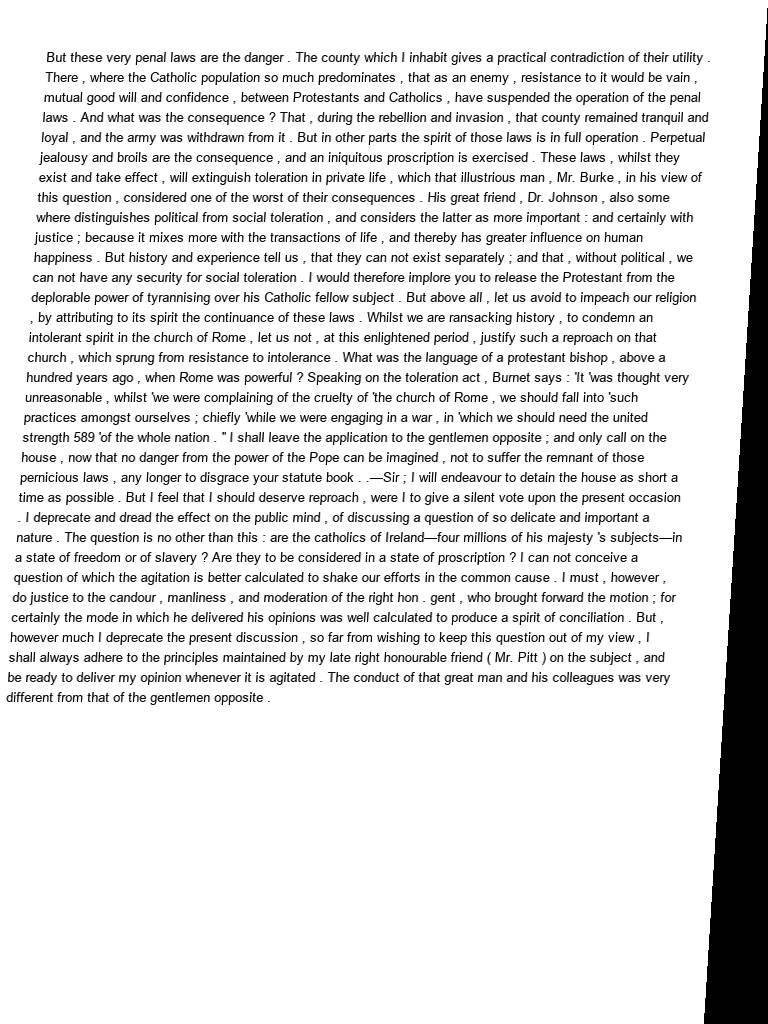 But these very penal laws are the danger . The county which I inhabit gives a practical contradiction of their utility .
There , where the Catholic population so much predominates , that as an enemy , resistance to it would be vain ,
mutual good will and confidence , between Protestants and Catholics , have suspended the operation of the penal
laws . And what was the consequence ? That , during the rebellion and invasion , that county remained tranquil and
loyal , and the army was withdrawn from it . But in other parts the spirit of those laws is in full operation . Perpetual
jealousy and broils are the consequence , and an iniquitous proscription is exercised . These laws , whilst they
exist and take effect , will extinguish toleration in private life , which that illustrious man , Mr. Burke , in his view of
this question , considered one of the worst of their consequences . His great friend , Dr. Johnson , also some
where distinguishes political from social toleration , and considers the latter as more important : and certainly with
justice ; because it mixes more with the transactions of life , and thereby has greater influence on human
happiness . But history and experience tell us , that they can not exist separately ; and that , without political , we
can not have any security for social toleration . I would therefore implore you to release the Protestant from the
deplorable power of tyrannising over his Catholic fellow subject . But above all , let us avoid to impeach our religion
, by attributing to its spirit the continuance of these laws . Whilst we are ransacking history , to condemn an
intolerant spirit in the church of Rome , let us not , at this enlightened period , justify such a reproach on that
church , which sprung from resistance to intolerance . What was the language of a protestant bishop , above a
hundred years ago , when Rome was powerful ? Speaking on the toleration act , Burnet says : 'It 'was thought very
unreasonable , whilst 'we were complaining of the cruelty of 'the church of Rome , we should fall into 'such
practices amongst ourselves ; chiefly 'while we were engaging in a war , in 'which we should need the united
strength 589 'of the whole nation . " I shall leave the application to the gentlemen opposite ; and only call on the
house , now that no danger from the power of the Pope can be imagined , not to suffer the remnant of those
pernicious laws , any longer to disgrace your statute book . .—Sir ; I will endeavour to detain the house as short a
time as possible . But I feel that I should deserve reproach , were I to give a silent vote upon the present occasion
. I deprecate and dread the effect on the public mind , of discussing a question of so delicate and important a
nature . The question is no other than this : are the catholics of Ireland—four millions of his majesty 's subjects—in
a state of freedom or of slavery ? Are they to be considered in a state of proscription ? I can not conceive a
question of which the agitation is better calculated to shake our efforts in the common cause . I must , however ,
do justice to the candour , manliness , and moderation of the right hon . gent , who brought forward the motion ; for
certainly the mode in which he delivered his opinions was well calculated to produce a spirit of conciliation . But ,
however much I deprecate the present discussion , so far from wishing to keep this question out of my view , I
shall always adhere to the principles maintained by my late right honourable friend ( Mr. Pitt ) on the subject , and
be ready to deliver my opinion whenever it is agitated . The conduct of that great man and his colleagues was very
different from that of the gentlemen opposite .